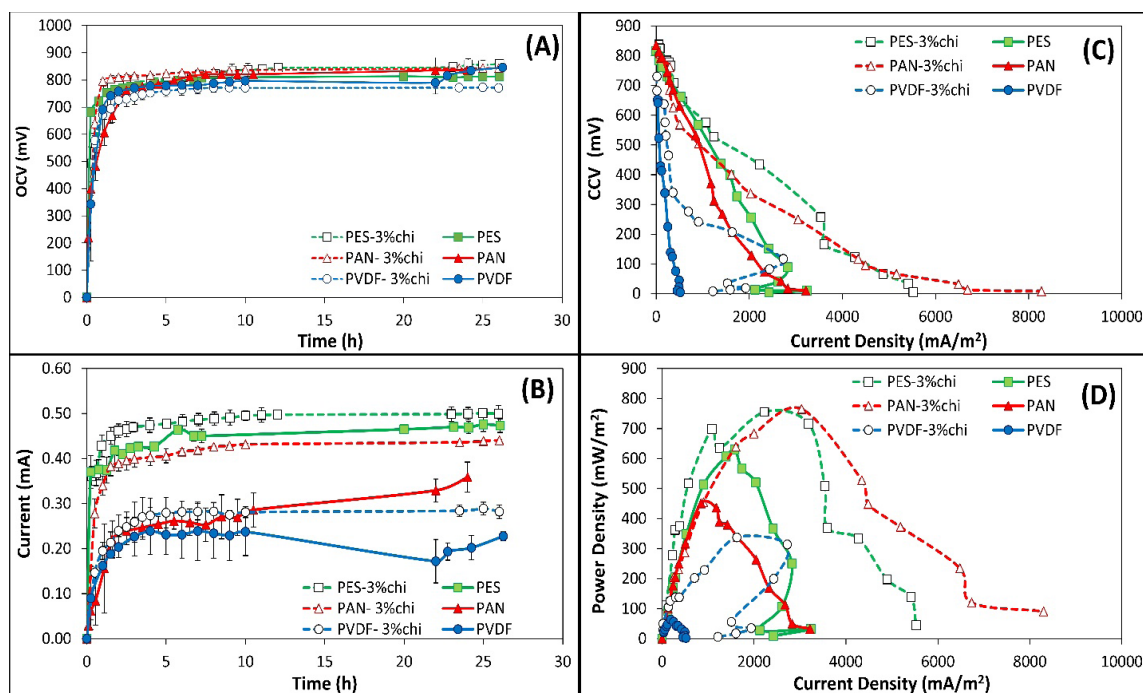 (A)
1000
900
800
700
600
500
400
300
200
100
0
OCV (mV)
PES-3%chi PES
PAN- 3%chi PAN
PVDF- 3%chi PVDF
0 5 10 15 20 25 30
Time (h)
(C)
900
800
700
600
500
400
300
200
100
0
CCV (mV)
PES-3%chi PES
PAN-3%chi PAN
PVDF-3%chi PVDF
0 2000 4000 6000 8000 10000
Current Density (mA/m²)
(B)
0.60
0.50
0.40
0.30
0.20
0.10
0.00
Current (mA)
PES-3%chi PES
PAN- 3%chi PAN
PVDF- 3%chi PVDF
0 5 10 15 20 25 30
Time (h)
(D)
900
800
700
600
500
400
300
200
100
0
Power Density (mW/m²)
PES-3%chi PES
PAN-3%chi PAN
PVDF-3%chi PVDF
0 2000 4000 6000 8000 10000
Current Density (mA/m²)